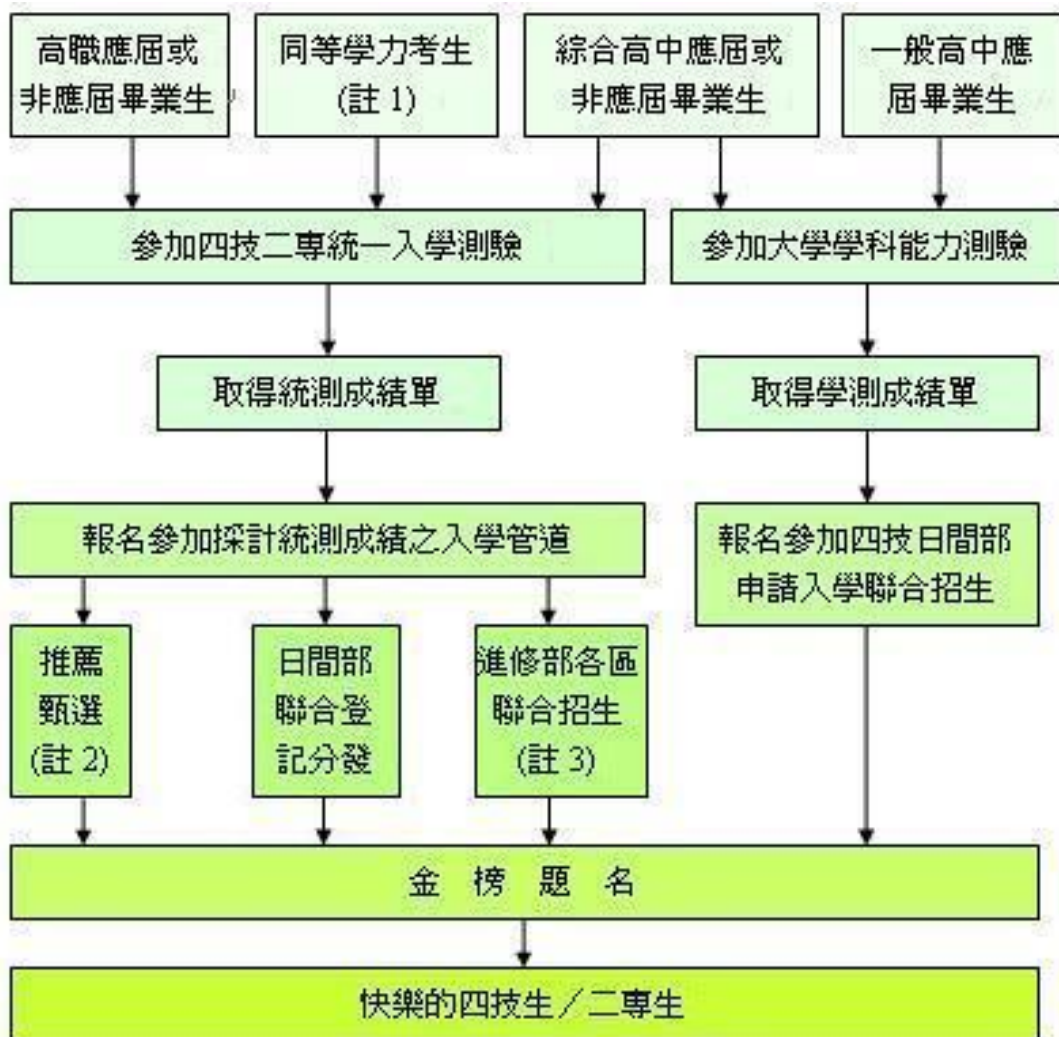 高職應屆或
非應屆畢業生
同等學力考生
(註 1)
綜合高中應屆或
非應屆畢業生
一般高中應
屆畢業生
參加四技二專統一入學測驗
參加大學學科能力測驗
取得統測成績單
取得學測成績單
報名參加採計統測成績之入學管道
報名參加四技日間部
申請入學聯合招生
推薦
甄選
(註 2)
日間部
聯合登
記分發
進修部各區
聯合招生
(註 3)
金 榜 題 名
快樂的四技生／二專生